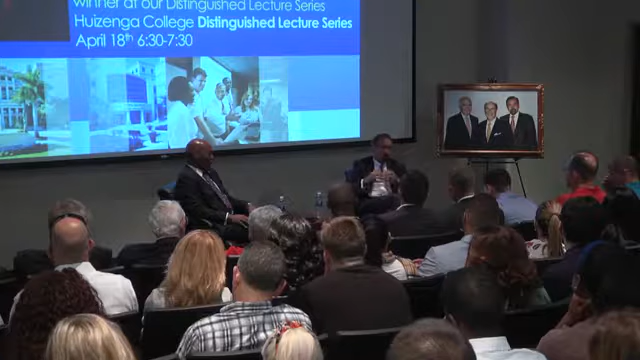 winner at our Distinguished Lecture Series
Huizenga College Distinguished Lecture Series
April 18th 6:30-7:30